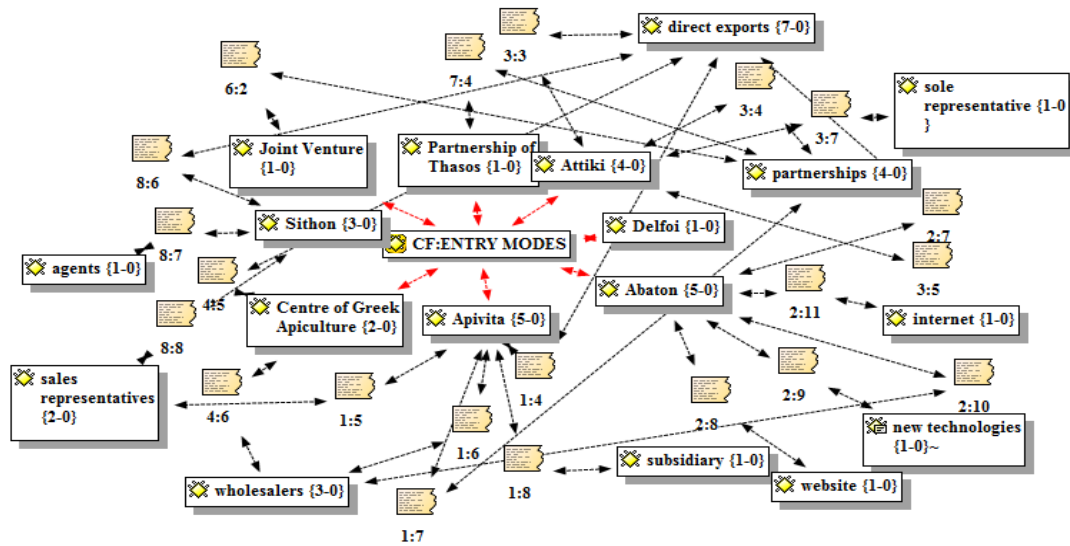 direct exports {7-0}
3:3
7:4
6:2
3:4
sole
representative {1-0
}
3:7
Joint Venture
{1-0}
Partnership of
Thasos {1-0}
Attiki {4-0}
partnerships {4-0}
8:6
Sithon {3-0}
Delfoi {1-0}
CF:ENTRY MODES
2:7
8:7
agents {1-0}
4:5
Abaton {5-0}
3:5
2:11
Centre of Greek
Apiculture {2-0}
Apivita {5-0}
internet {1-0}
8:8
sales
representatives
{2-0}
4:6
1:5
1:4
2:9
2:10
2:8
new technologies
{1-0}~
1:6
subsidiary {1-0}
wholesalers {3-0}
1:8
website {1-0}
1:7